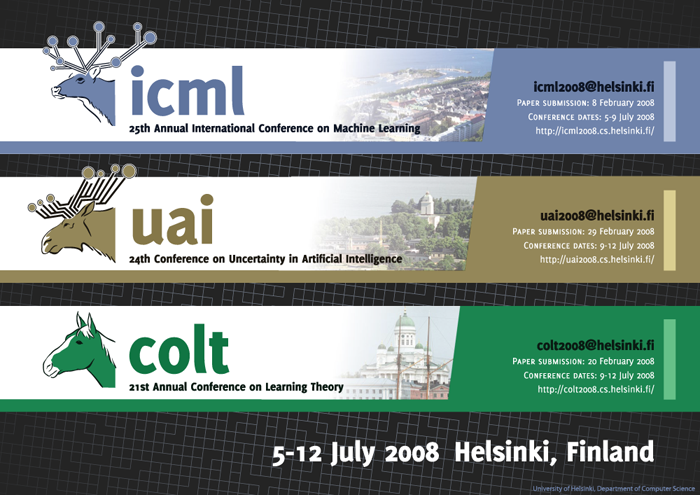 icml
25th Annual International Conference on Machine Learning
icml2008@helsinki.fi
Paper submission: 8 February 2008
Conference dates: 5-9 July 2008
http://icml2008.cs.helsinki.fi/
uai
24th Conference on Uncertainty in Artificial Intelligence
uai2008@helsinki.fi
Paper submission: 29 February 2008
Conference dates: 9-12 July 2008
http://uai2008.cs.helsinki.fi/
colt
21st Annual Conference on Learning Theory
colt2008@helsinki.fi
Paper submission: 20 February 2008
Conference dates: 9-12 July 2008
http://colt2008.cs.helsinki.fi/
5-12 July 2008 Helsinki, Finland
University of Helsinki, Department of Computer Science